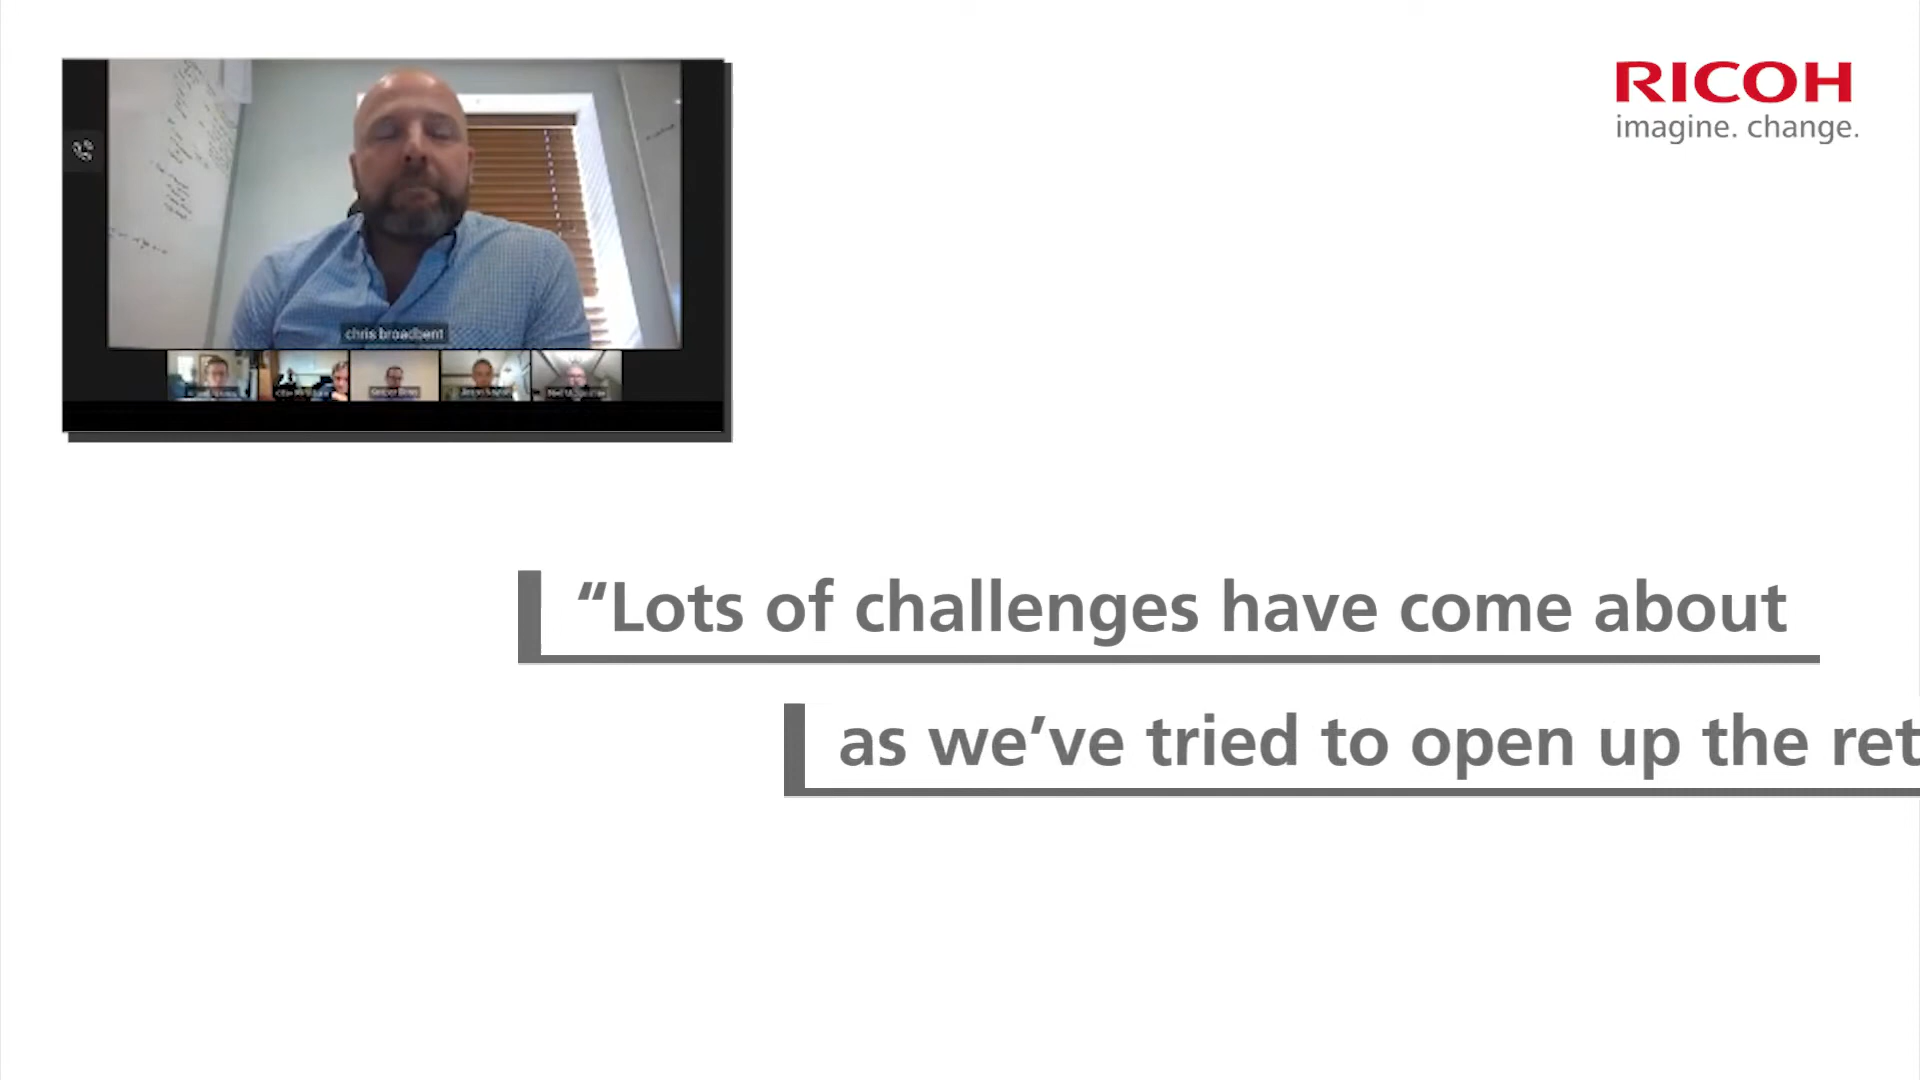 RICOH
imagine. change.
chris broadbent
“Lots of challenges have come about
as we’ve tried to open up the ret